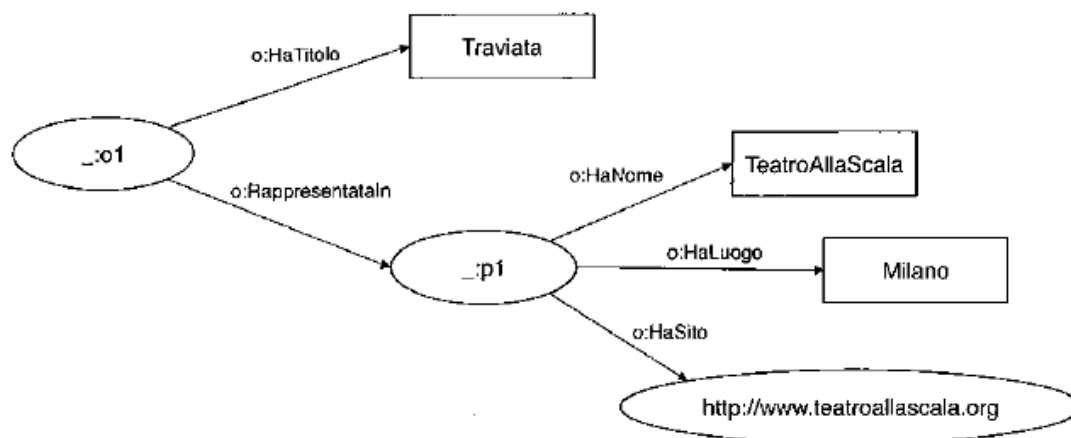 o:HaTitolo
Traviata
_:o1
o:RappresentataIn
o:HaNome
TeatroAllaScala
_:p1
o:HaLuogo
Milano
o:HaSito
http://www.teatroallascala.org